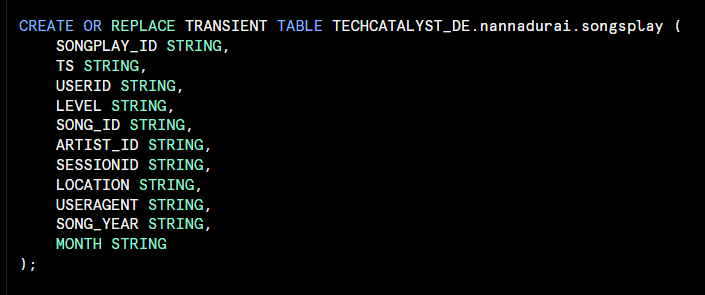 CREATE OR REPLACE TRANSIENT TABLE TECHCATALYST_DE.nannadurai.songsplay (
    SONGPLAY_ID STRING,
    TS STRING,
    USERID STRING,
    LEVEL STRING,
    SONG_ID STRING,
    ARTIST_ID STRING,
    SESSIONID STRING,
    LOCATION STRING,
    USERAGENT STRING,
    SONG_YEAR STRING,
    MONTH STRING
);